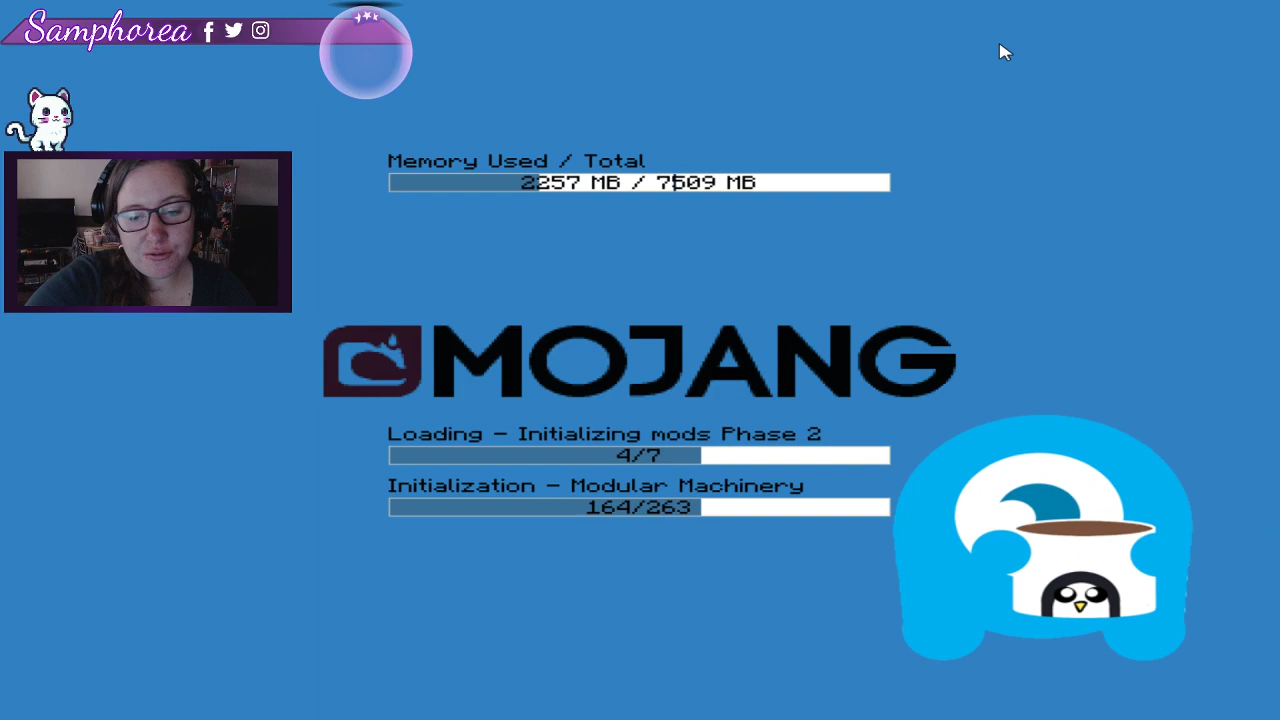 Samphorea
Memory Used / Total
2257 MB / 7509 MB
MOJANG
Loading - Initializing mods Phase 2
4/7
Initialization - Modular Machinery
164/263